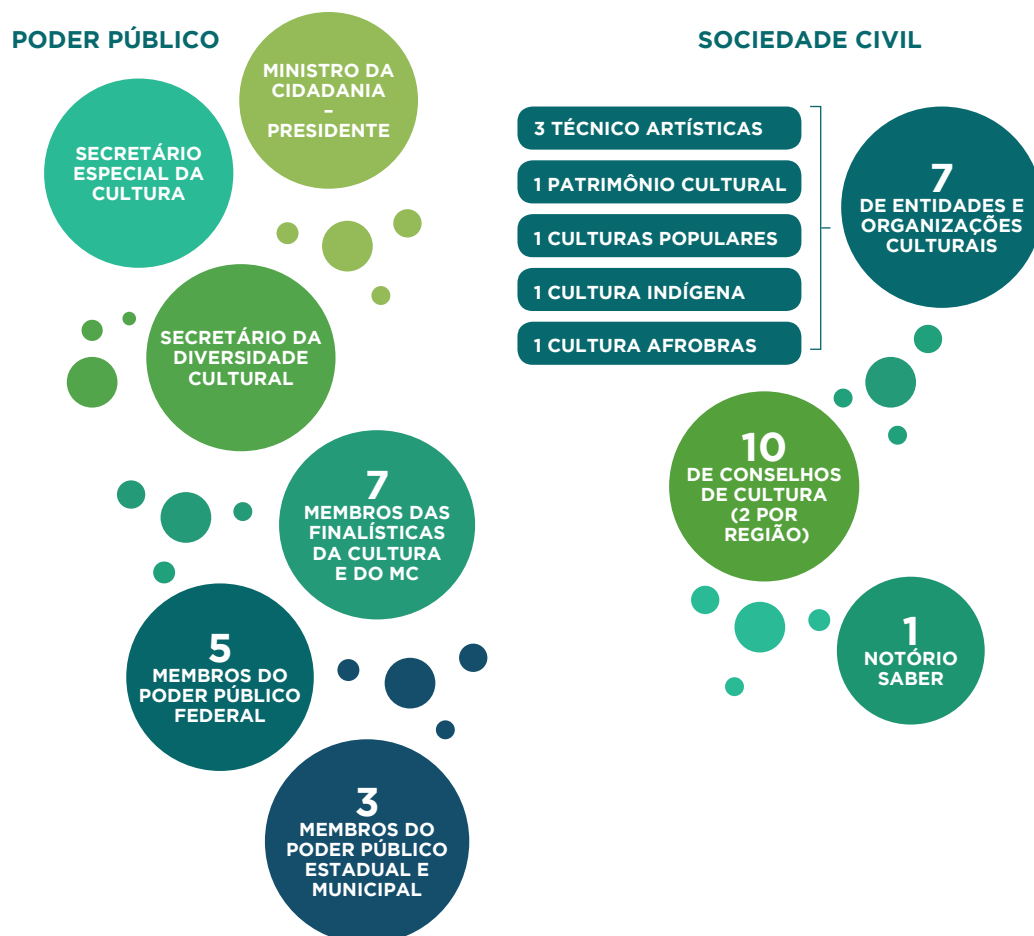 PODER PÚBLICO
MINISTRO DA
CIDADANIA
–
PRESIDENTE
SECRETÁRIO
ESPECIAL DA
CULTURA
SECRETÁRIO DA
DIVERSIDADE
CULTURAL
7
MEMBROS DAS
FINALÍSTICAS
DA CULTURA
E DO MC
5
MEMBROS DO
PODER PÚBLICO
FEDERAL
3
MEMBROS DO
PODER PÚBLICO
ESTADUAL E
MUNICIPAL
SOCIEDADE CIVIL
3 TÉCNICO ARTÍSTICAS
1 PATRIMÔNIO CULTURAL
1 CULTURAS POPULARES
1 CULTURA INDÍGENA
1 CULTURA AFROBRAS
7
DE ENTIDADES E
ORGANIZAÇÕES
CULTURAIS
10
DE CONSELHOS
DE CULTURA
(2 POR
REGIÃO)
1
NOTÓRIO
SABER